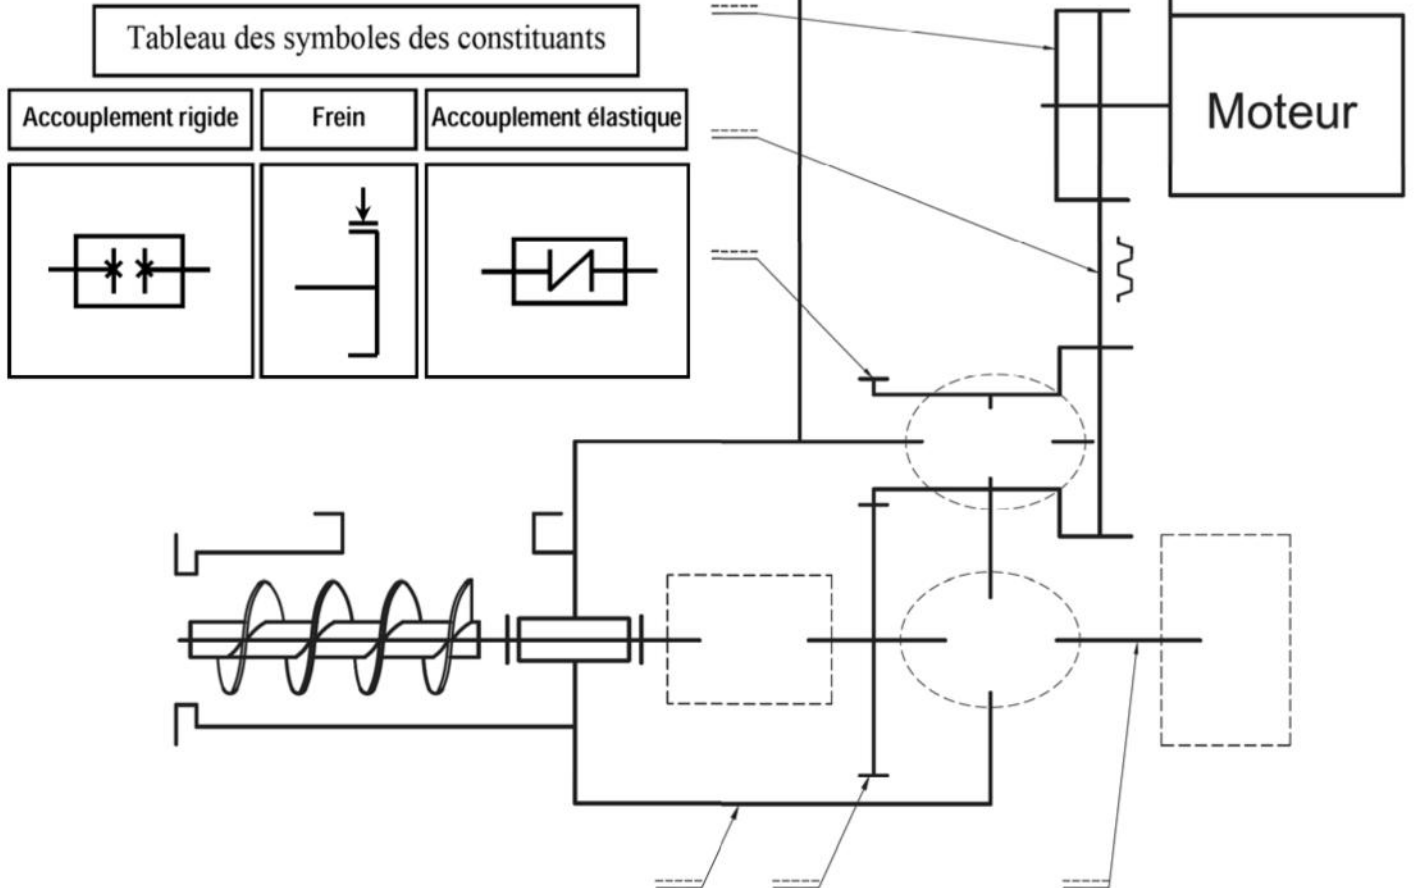 Tableau des symboles des constituants
Accouplement rigide
Frein
Accouplement élastique
Moteur